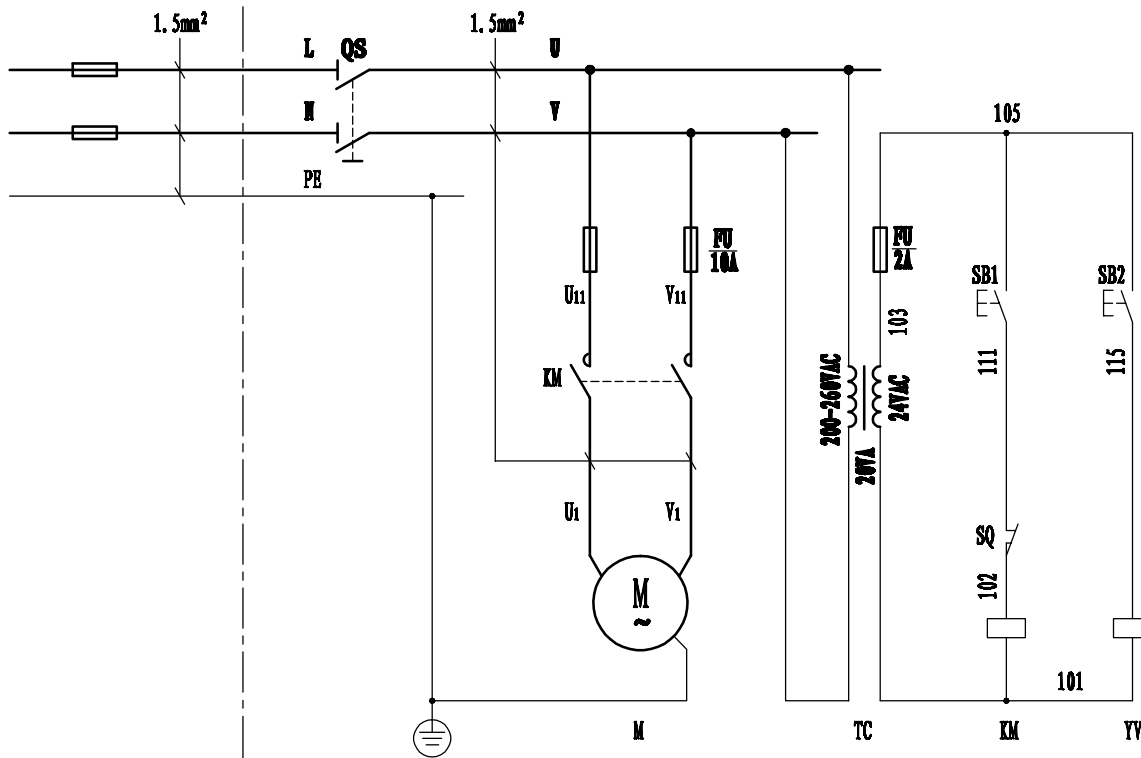 1.5mm²
1.5mm²
L QS U
N V
105
PE
FU
10A
FU
2A
SB1
SB2
U11
V11
103
111
115
KM
200-260VAC
24VAC
20VA
U1
V1
SQ
102
M
~
101
M
TC
KM
YV